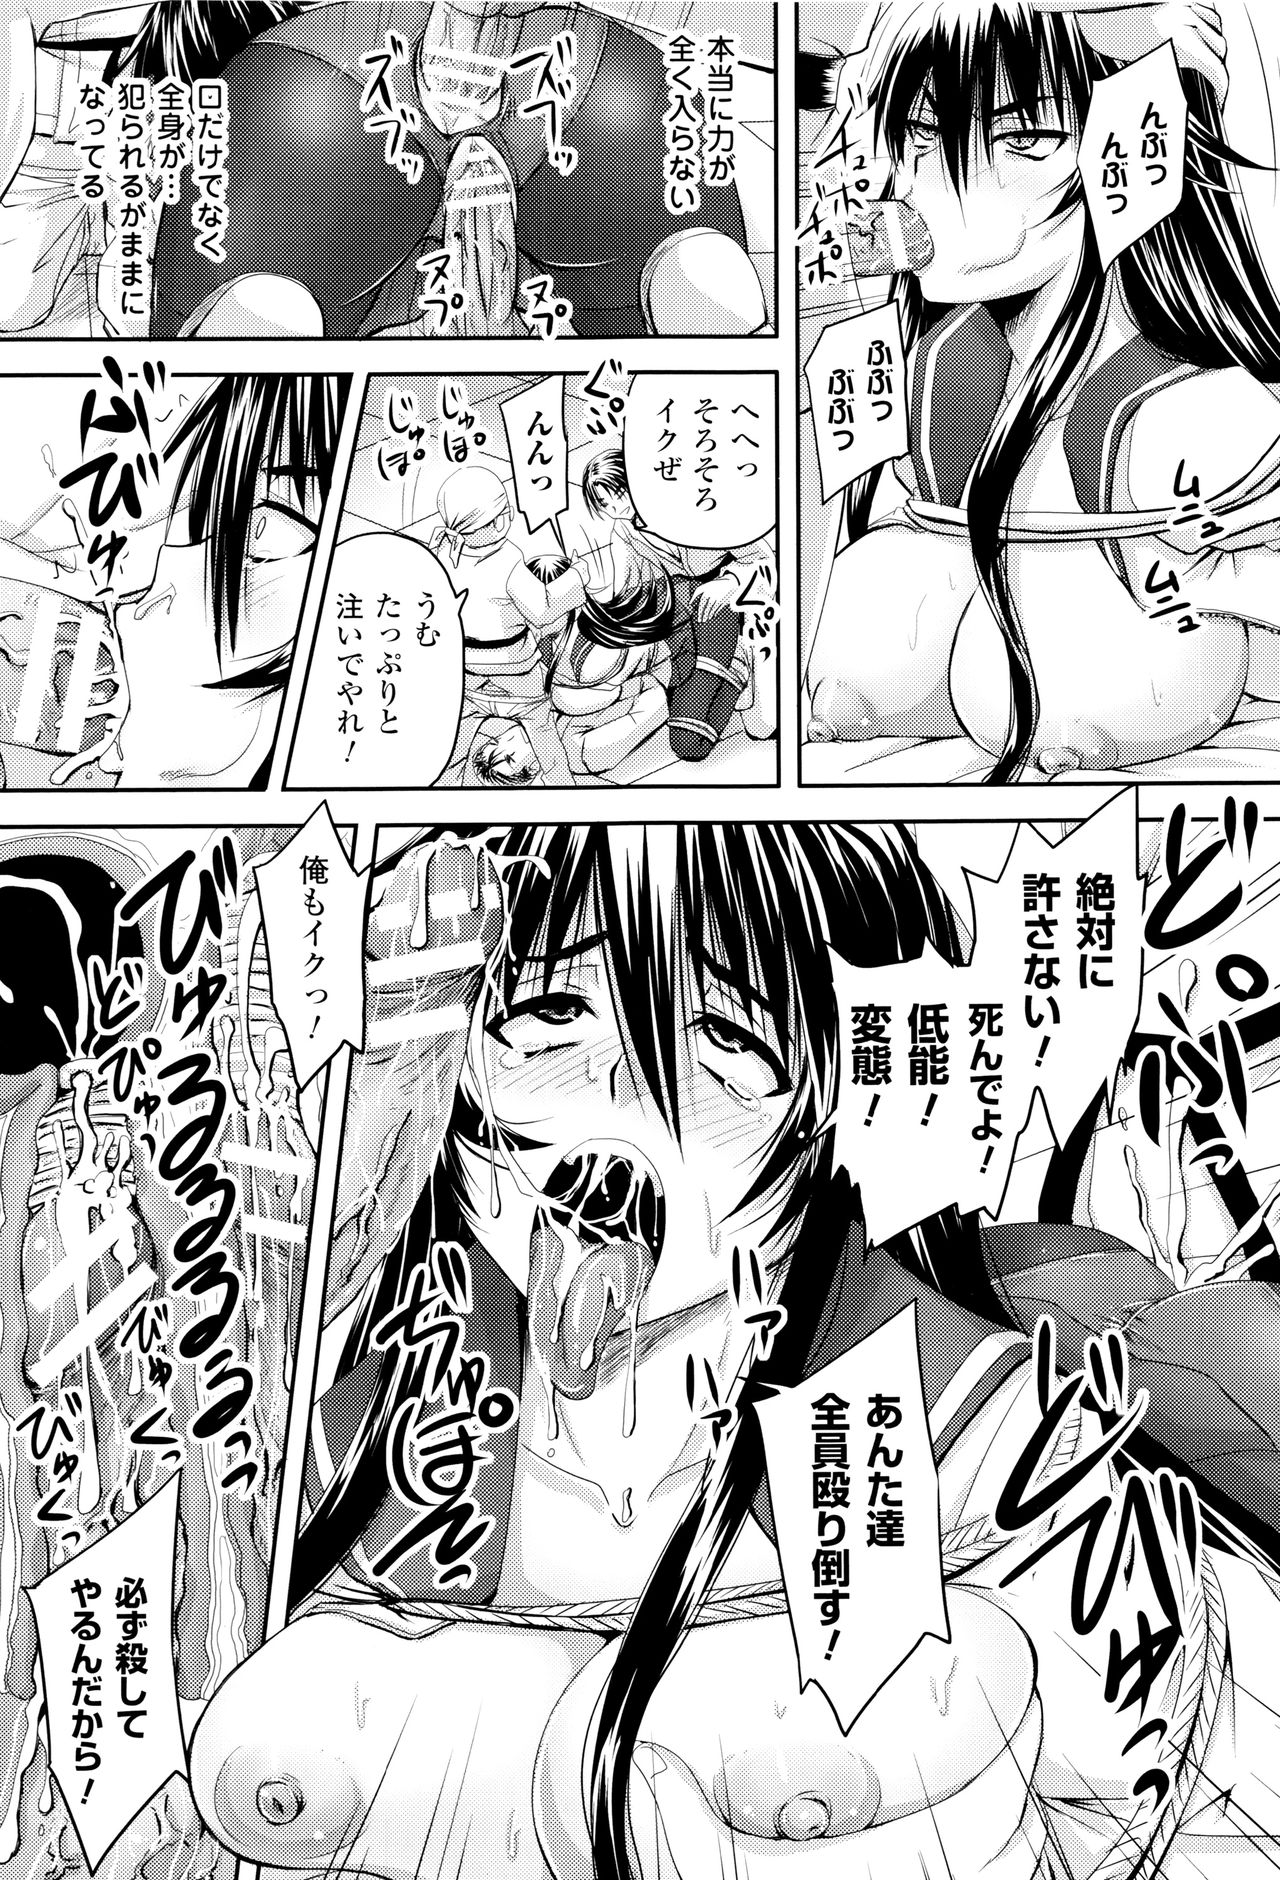 んぶっ
んぶっ
チュポ
チュポ
ぶぶっ
ぶぶっ
ムニュ
ムニュ
本当に力が
全く入らない
ズブッ
ズブッ
ヌプ
ヌプ
口だけでなく
全身が…
犯られるがままに
なってる
へへっ
そろそろ
イクぜ
んんっ
じゅぽ
じゅぽ
うむ
たっぷりと
注いでやれ!
ぶびゅっ
絶対に
許さない!
死んでよ!
低能!
変態!
どぷっ
俺もイクっ!
びゅるるるるるるっ
どぴゅっ
びゅくっ
びゅくっ
ぢゅぽぽん
ァァ
ァァ
あんた達
全員殴り倒す!
びゅっ
必ず殺して
やるんだから!